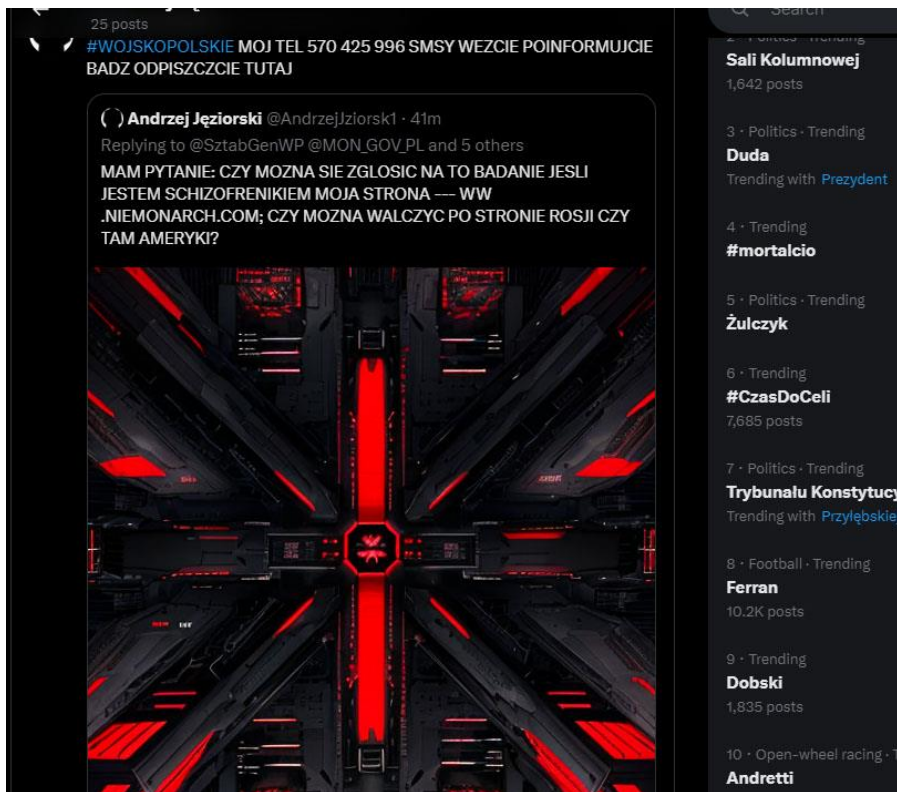 25 posts
#WOJSKOPOLSKIE MOJ TEL 570 425 996 SMSY WEZCIE POINFORMUJCIE
BADZ ODPISZCZCIE TUTAJ
Andrzej Jęziorski @AndrzejJziorsk1 · 41m
Replying to @SztabGenWP @MON_GOV_PL and 5 others
MAM PYTANIE: CZY MOZNA SIE ZGLOSIC NA TO BADANIE JESLI
JESTEM SCHIZOFRENIKIEM MOJA STRONA --- WW
.NIEMONARCH.COM; CZY MOZNA WALCZYC PO STRONIE ROSJI CZY
TAM AMERYKI?
Search
2 · Politics · Trending
Sali Kolumnowej
1,642 posts
3 · Politics · Trending
Duda
Trending with Prezydent
4 · Trending
#mortalcio
5 · Politics · Trending
Żulczyk
6 · Trending
#CzasDoCeli
7,685 posts
7 · Politics · Trending
Trybunału Konstytucy
Trending with Przyłębskie
8 · Football · Trending
Ferran
10.2K posts
9 · Trending
Dobski
1,835 posts
10 · Open-wheel racing · T
Andretti